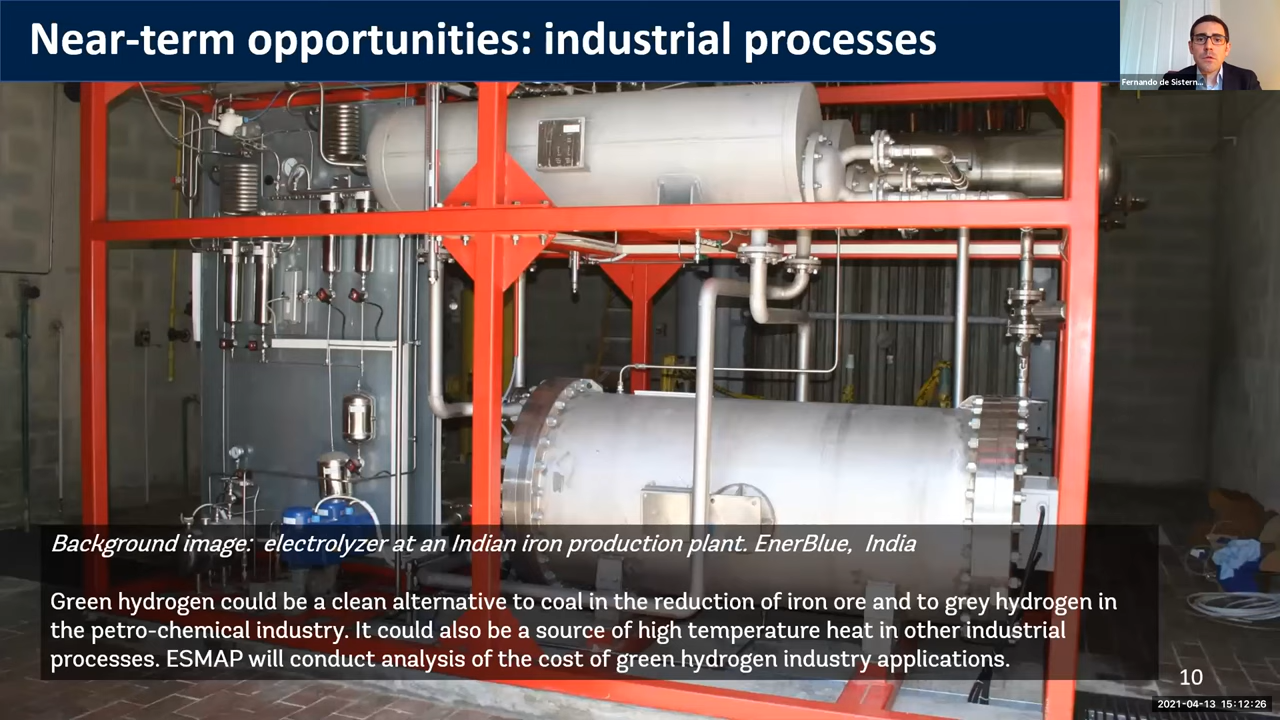 Near-term opportunities: industrial processes
Fernando de Sistern...
Background image: electrolyzer at an Indian iron production plant. EnerBlue, India
Green hydrogen could be a clean alternative to coal in the reduction of iron ore and to grey hydrogen in
the petro-chemical industry. It could also be a source of high temperature heat in other industrial
processes. ESMAP will conduct analysis of the cost of green hydrogen industry applications.
10
2021-04-13 15:12:26